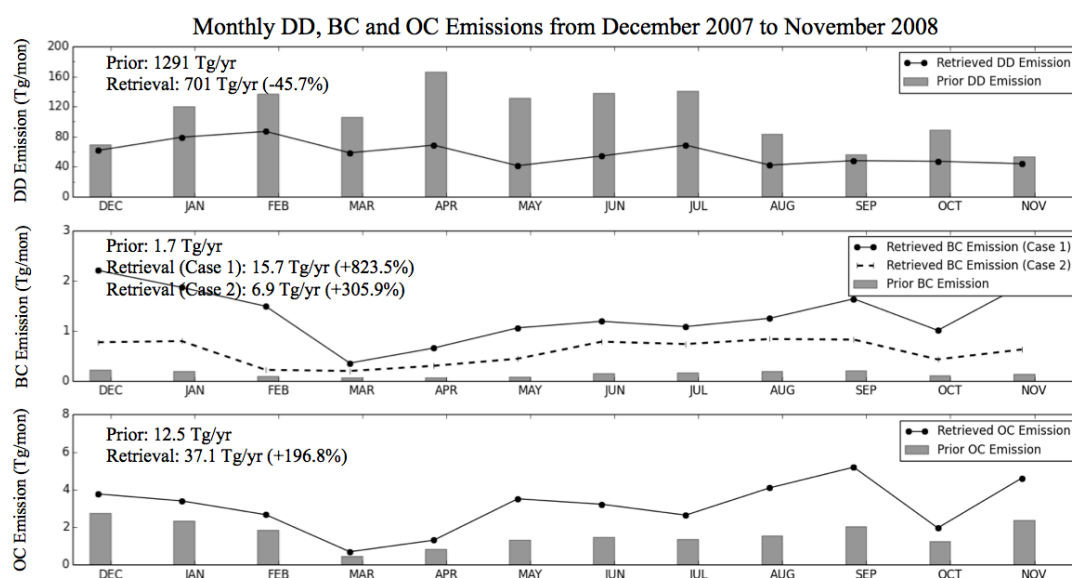 Monthly DD, BC and OC Emissions from December 2007 to November 2008
DD Emission (Tg/mon)
200
160
120
80
40
0
Prior: 1291 Tg/yr
Retrieval: 701 Tg/yr (-45.7%)
Retrieved DD Emission
Prior DD Emission
DEC JAN FEB MAR APR MAY JUN JUL AUG SEP OCT NOV
BC Emission (Tg/mon)
3
2
1
0
Prior: 1.7 Tg/yr
Retrieval (Case 1): 15.7 Tg/yr (+823.5%)
Retrieval (Case 2): 6.9 Tg/yr (+305.9%)
Retrieved BC Emission (Case 1)
Retrieved BC Emission (Case 2)
Prior BC Emission
DEC JAN FEB MAR APR MAY JUN JUL AUG SEP OCT NOV
OC Emission (Tg/mon)
8
6
4
2
0
Prior: 12.5 Tg/yr
Retrieval: 37.1 Tg/yr (+196.8%)
Retrieved OC Emission
Prior OC Emission
DEC JAN FEB MAR APR MAY JUN JUL AUG SEP OCT NOV